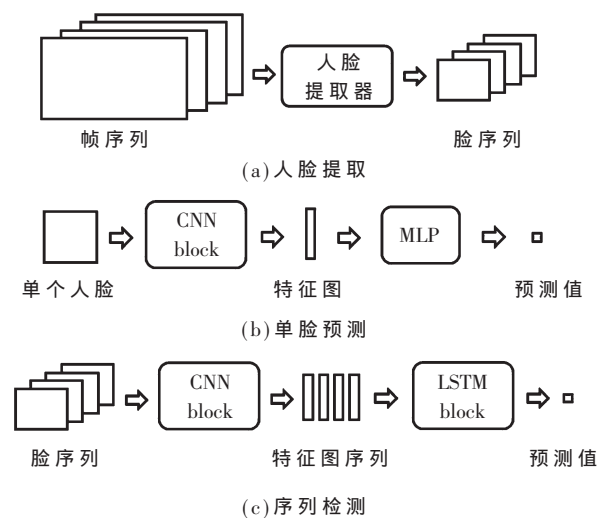 人脸
提取器
帧序列
脸序列
(a)人脸提取
CNN
block
MLP
单个人脸
特征图
预测值
(b)单脸预测
CNN
block
LSTM
block
脸序列
特征图序列
预测值
(c)序列检测